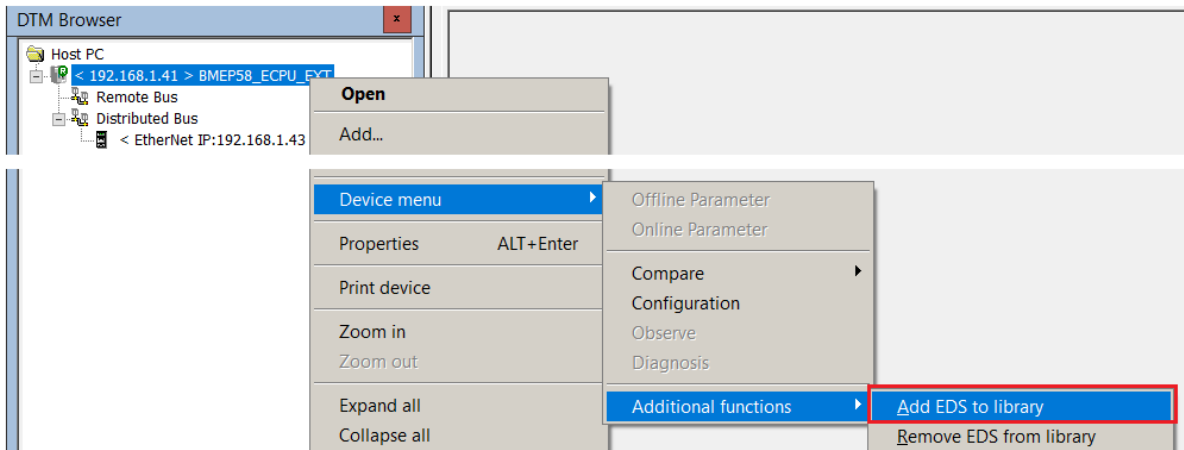 DTM Browser
x
Host PC
< 192.168.1.41 > BMEP58_ECPU_EXT
Remote Bus
Distributed Bus
< EtherNet IP:192.168.1.43
Open
Add...
Device menu
Properties ALT+Enter
Print device
Zoom in
Zoom out
Expand all
Collapse all
Offline Parameter
Online Parameter
Compare
Configuration
Observe
Diagnosis
Additional functions
Add EDS to library
Remove EDS from library